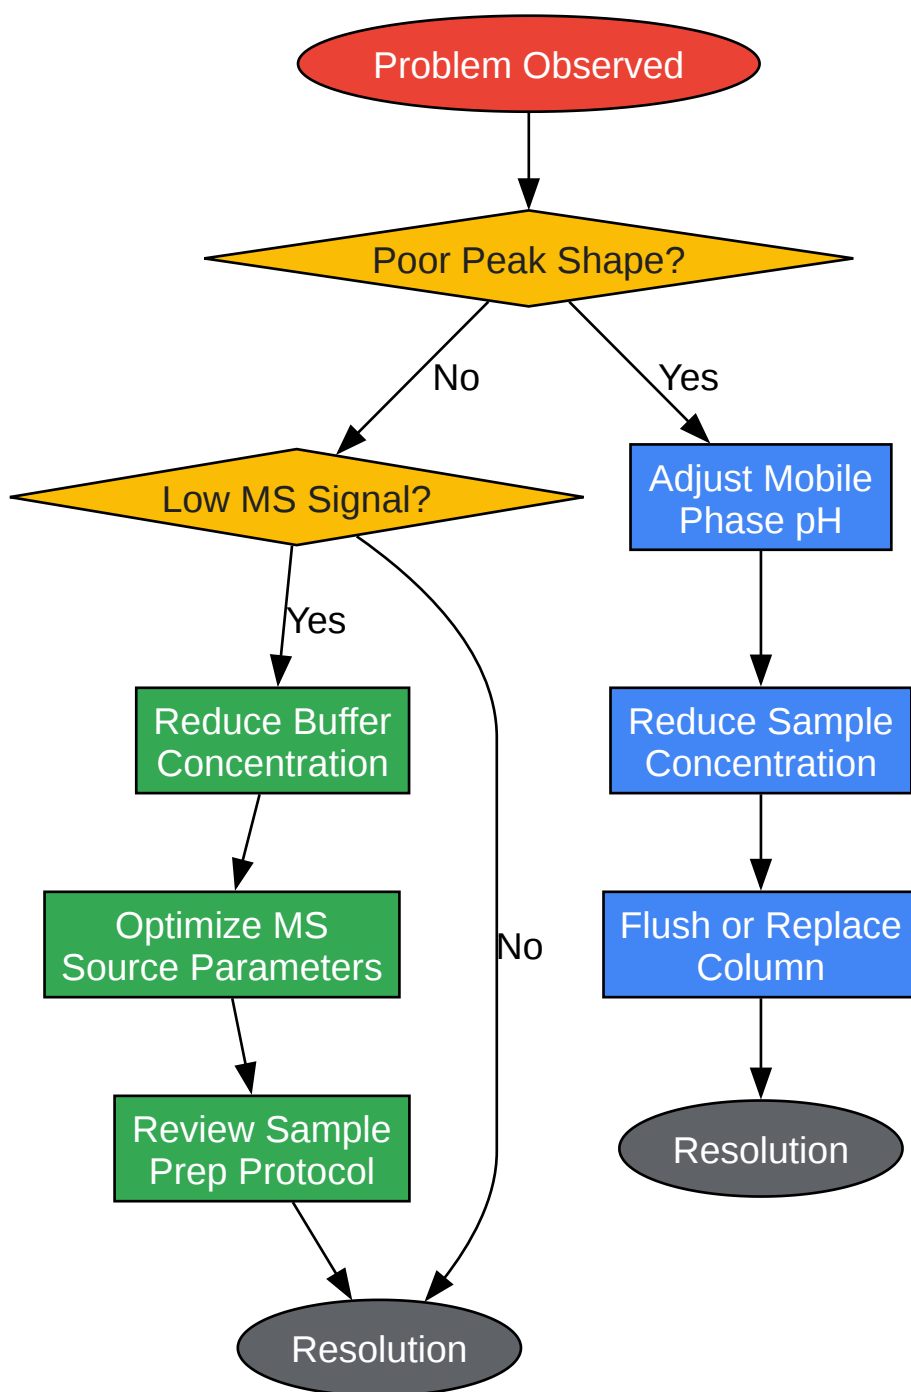 Problem Observed
Poor Peak Shape?
No
Yes
Low MS Signal?
Adjust Mobile
Phase pH
Yes
Reduce Buffer
Concentration
Reduce Sample
Concentration
Optimize MS
Source Parameters
No
Flush or Replace
Column
Review Sample
Prep Protocol
Resolution
Resolution